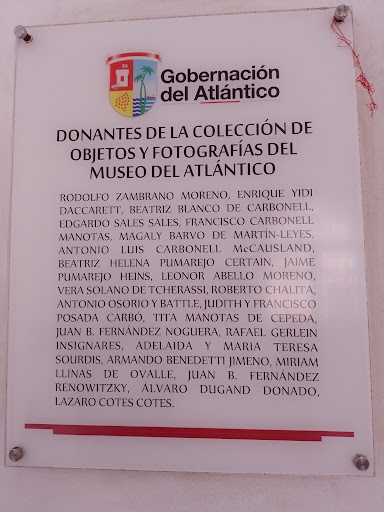 Gobernación
del Atlántico
DONANTES DE LA COLECCIÓN DE
OBJETOS Y FOTOGRAFÍAS DEL
MUSEO DEL ATLÁNTICO
RODOLFO ZAMBRANO MORENO, ENRIQUE YIDI
DACCARETT, BEATRIZ BLANCO DE CARBONELL,
EDGARDO SALES SALES, FRANCISCO CARBONELL
MANOTAS, MAGALY BARVO DE MARTÍN-LEYES,
ANTONIO LUIS CARBONELL McCAUSLAND,
BEATRIZ HELENA PUMAREJO CERTAIN, JAIME
PUMAREJO HEINS, LEONOR ABELLO MORENO,
VERA SOLANO DE TCHERASSI, ROBERTO CHALITA,
ANTONIO OSORIO Y BATTLE, JUDITH Y FRANCISCO
POSADA CARBÓ, TITA MANOTAS DE CEPEDA,
JUAN B. FERNÁNDEZ NOGUERA, RAFAEL GERLEIN
INSIGNARES, ADELAIDA Y MARIA TERESA
SOURDIS, ARMANDO BENEDETTI JIMENO, MIRIAM
LLINAS DE OVALLE, JUAN B. FERNÁNDEZ
RENOWITZKY, ÁLVARO DUGAND DONADO,
LAZARO COTES COTES.